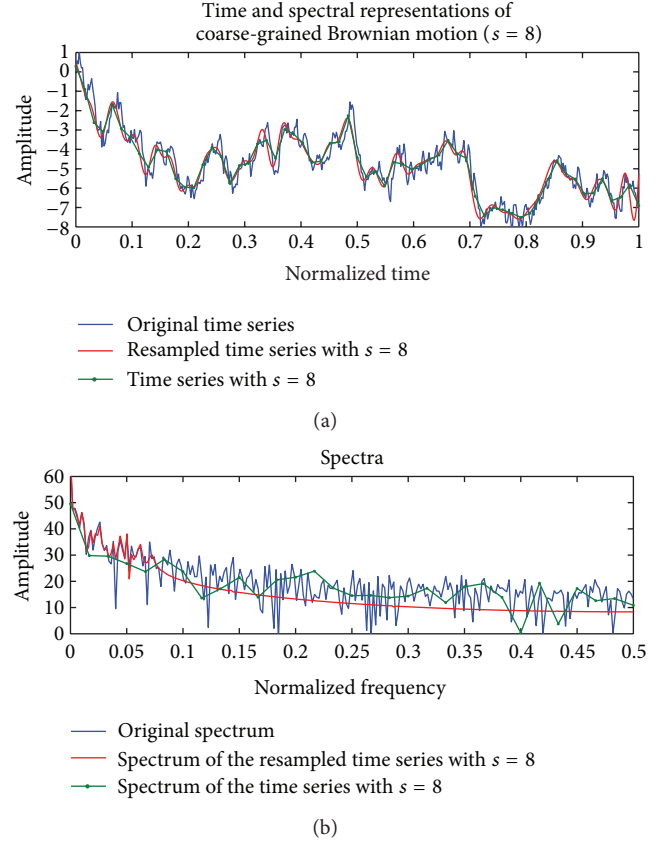 Time and spectral representations of
coarse-grained Brownian motion (s = 8)
Amplitude
1
0
−1
−2
−3
−4
−5
−6
−7
−8
0 0.1 0.2 0.3 0.4 0.5 0.6 0.7 0.8 0.9 1
Normalized time
Original time series
Resampled time series with s = 8
Time series with s = 8
(a)
Spectra
Amplitude
60
50
40
30
20
10
0
0 0.05 0.1 0.15 0.2 0.25 0.3 0.35 0.4 0.45 0.5
Normalized frequency
Original spectrum
Spectrum of the resampled time series with s = 8
Spectrum of the time series with s = 8
(b)